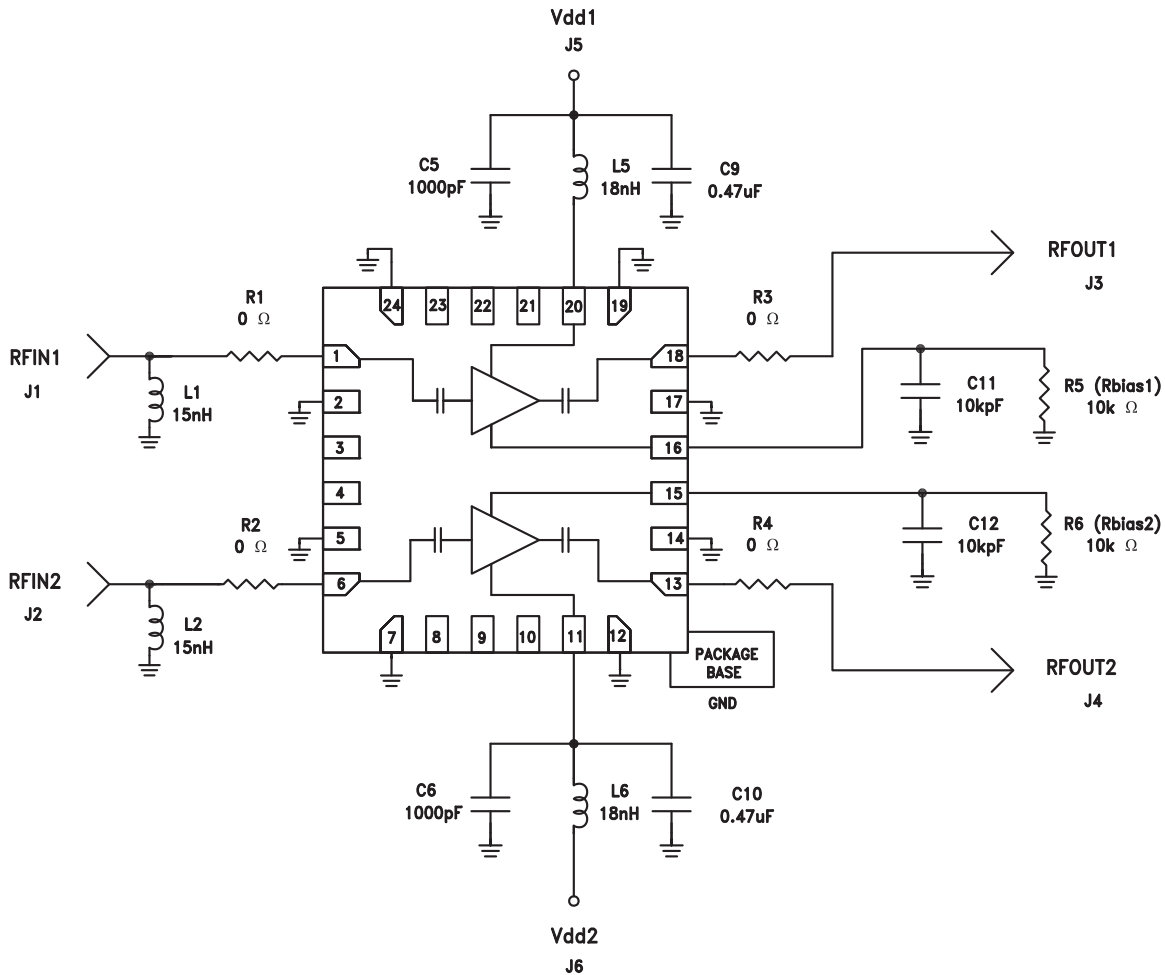 Vdd1
J5
C5
1000pF
L5
18nH
C9
0.47uF
RFOUT1
J3
R1
0 Ω
24
23
22
21
20
19
R3
0 Ω
RFIN1
J1
L1
15nH
1
2
3
4
5
6
18
17
16
15
14
13
C11
10kpF
R5 (Rbias1)
10k Ω
R2
0 Ω
R4
0 Ω
C12
10kpF
R6 (Rbias2)
10k Ω
RFIN2
J2
L2
15nH
7
8
9
10
11
12
PACKAGE
BASE
GND
RFOUT2
J4
C6
1000pF
L6
18nH
C10
0.47uF
Vdd2
J6